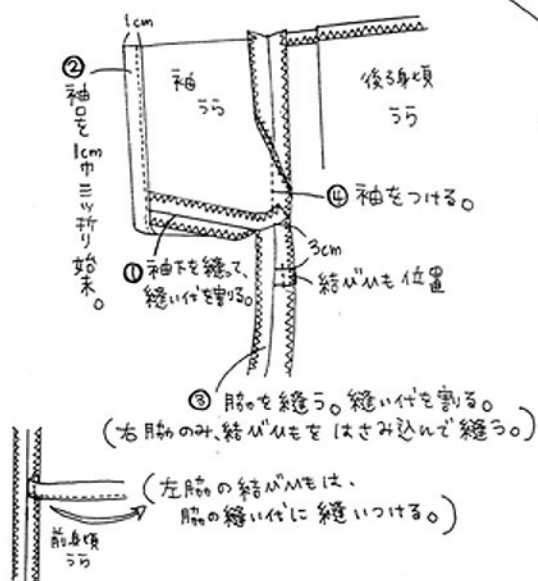 1cm
②
袖口を1cm巾三ッ折り始末。
袖
うら
後ろ身頃
うら
④ 袖をつける。
3cm
結びひも位置
① 袖下を縫って、
縫い代を割る。
③ 脇を縫う。縫い代を割る。
(右脇のみ、結びひもをはさみ込んで縫う。)
(左脇の結びひもは、
脇の縫い代に縫いつける。)
前身頃
うら